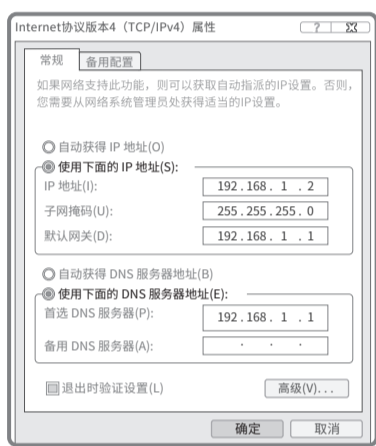 Internet协议版本4（TCP/IPv4）属性
常规 备用配置
如果网络支持此功能，则可以获取自动指派的IP设置。否则，
您需要从网络系统管理员处获得适当的IP设置。
自动获得 IP 地址(O)
使用下面的 IP 地址(S):
IP 地址(I): 192.168. 1 . 2
子网掩码(U): 255.255.255. 0
默认网关(D): 192.168. 1 . 1
自动获得 DNS 服务器地址(B)
使用下面的 DNS 服务器地址(E):
首选 DNS 服务器(P): 192.168. 1 . 1
备用 DNS 服务器(A): . . .
退出时验证设置(L) 高级(V)...
确定 取消